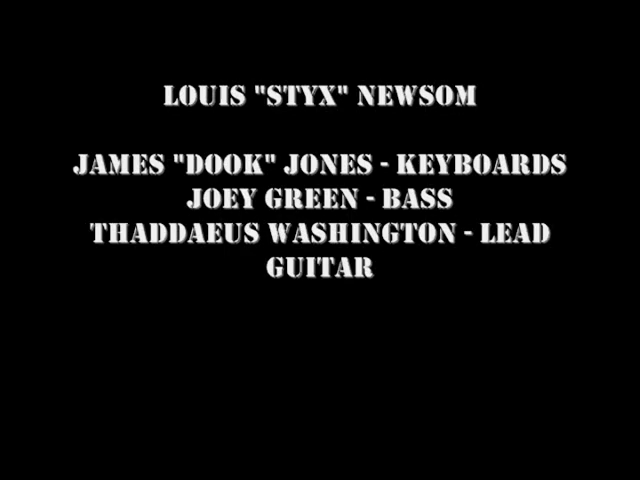 LOUIS "STYX" NEWSOM
JAMES "DOOK" JONES - KEYBOARDS
JOEY GREEN - BASS
THADDAEUS WASHINGTON - LEAD
GUITAR